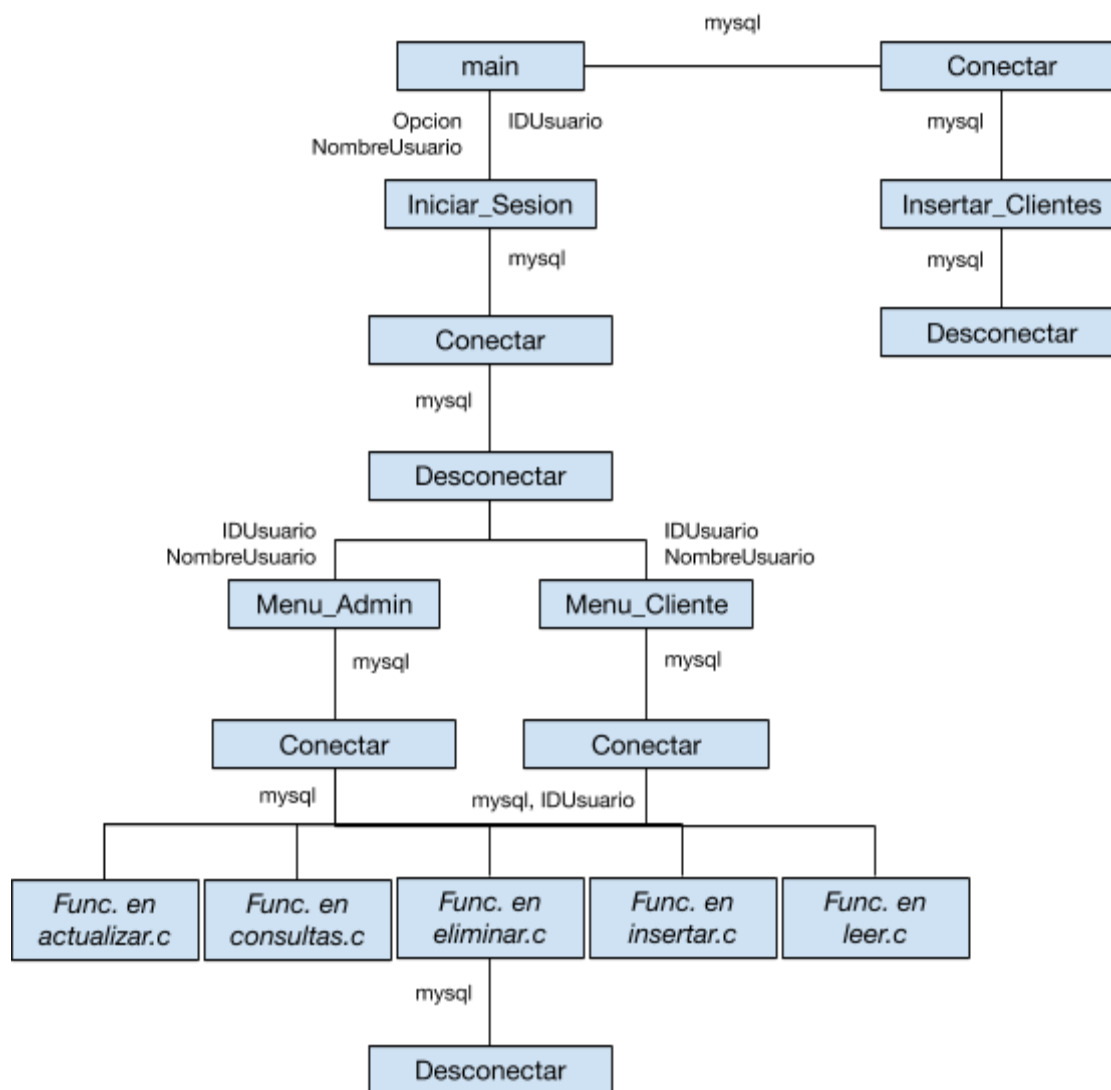 mysql
main
Conectar
Opcion
NombreUsuario
IDUsuario
mysql
Iniciar_Sesion
Insertar_Clientes
mysql
mysql
Conectar
Desconectar
mysql
Desconectar
IDUsuario
NombreUsuario
IDUsuario
NombreUsuario
Menu_Admin
Menu_Cliente
mysql
mysql
Conectar
Conectar
mysql
mysql, IDUsuario
Func. en
actualizar.c
Func. en
consultas.c
Func. en
eliminar.c
Func. en
insertar.c
Func. en
leer.c
mysql
Desconectar